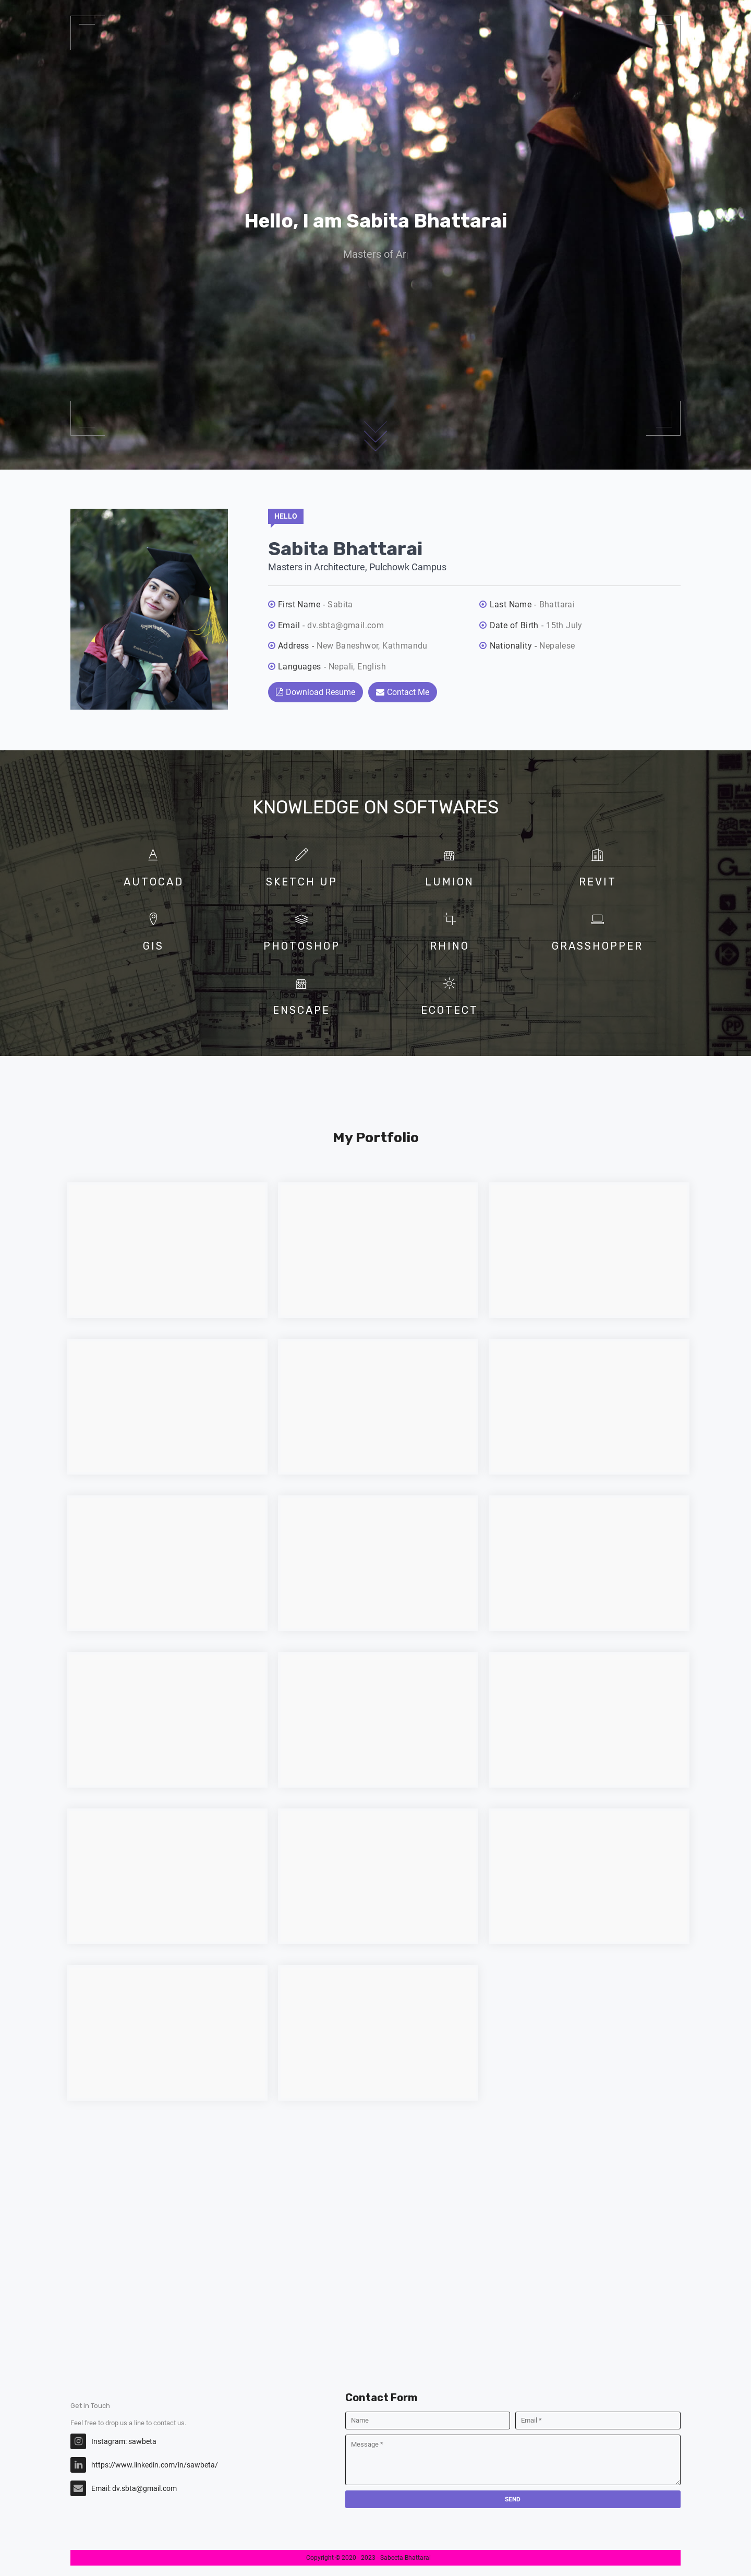 Hello, I am Sabita Bhattarai
Masters of Ar
HELLO
Sabita Bhattarai
Masters in Architecture, Pulchowk Campus
First Name - Sabita
Last Name - Bhattarai
Email - dv.sbta@gmail.com
Date of Birth - 15th July
Address - New Baneshwor, Kathmandu
Nationality - Nepalese
Languages - Nepali, English
Download Resume
Contact Me
KNOWLEDGE ON SOFTWARES
AUTOCAD
SKETCH UP
LUMION
REVIT
GIS
PHOTOSHOP
RHINO
GRASSHOPPER
ENSCAPE
ECOTECT
My Portfolio
Get in Touch
Feel free to drop us a line to contact us.
Instagram: sawbeta
https://www.linkedin.com/in/sawbeta/
Email: dv.sbta@gmail.com
Contact Form
Name
Email *
Message *
SEND
Copyright © 2020 - 2023 - Sabeeta Bhattarai